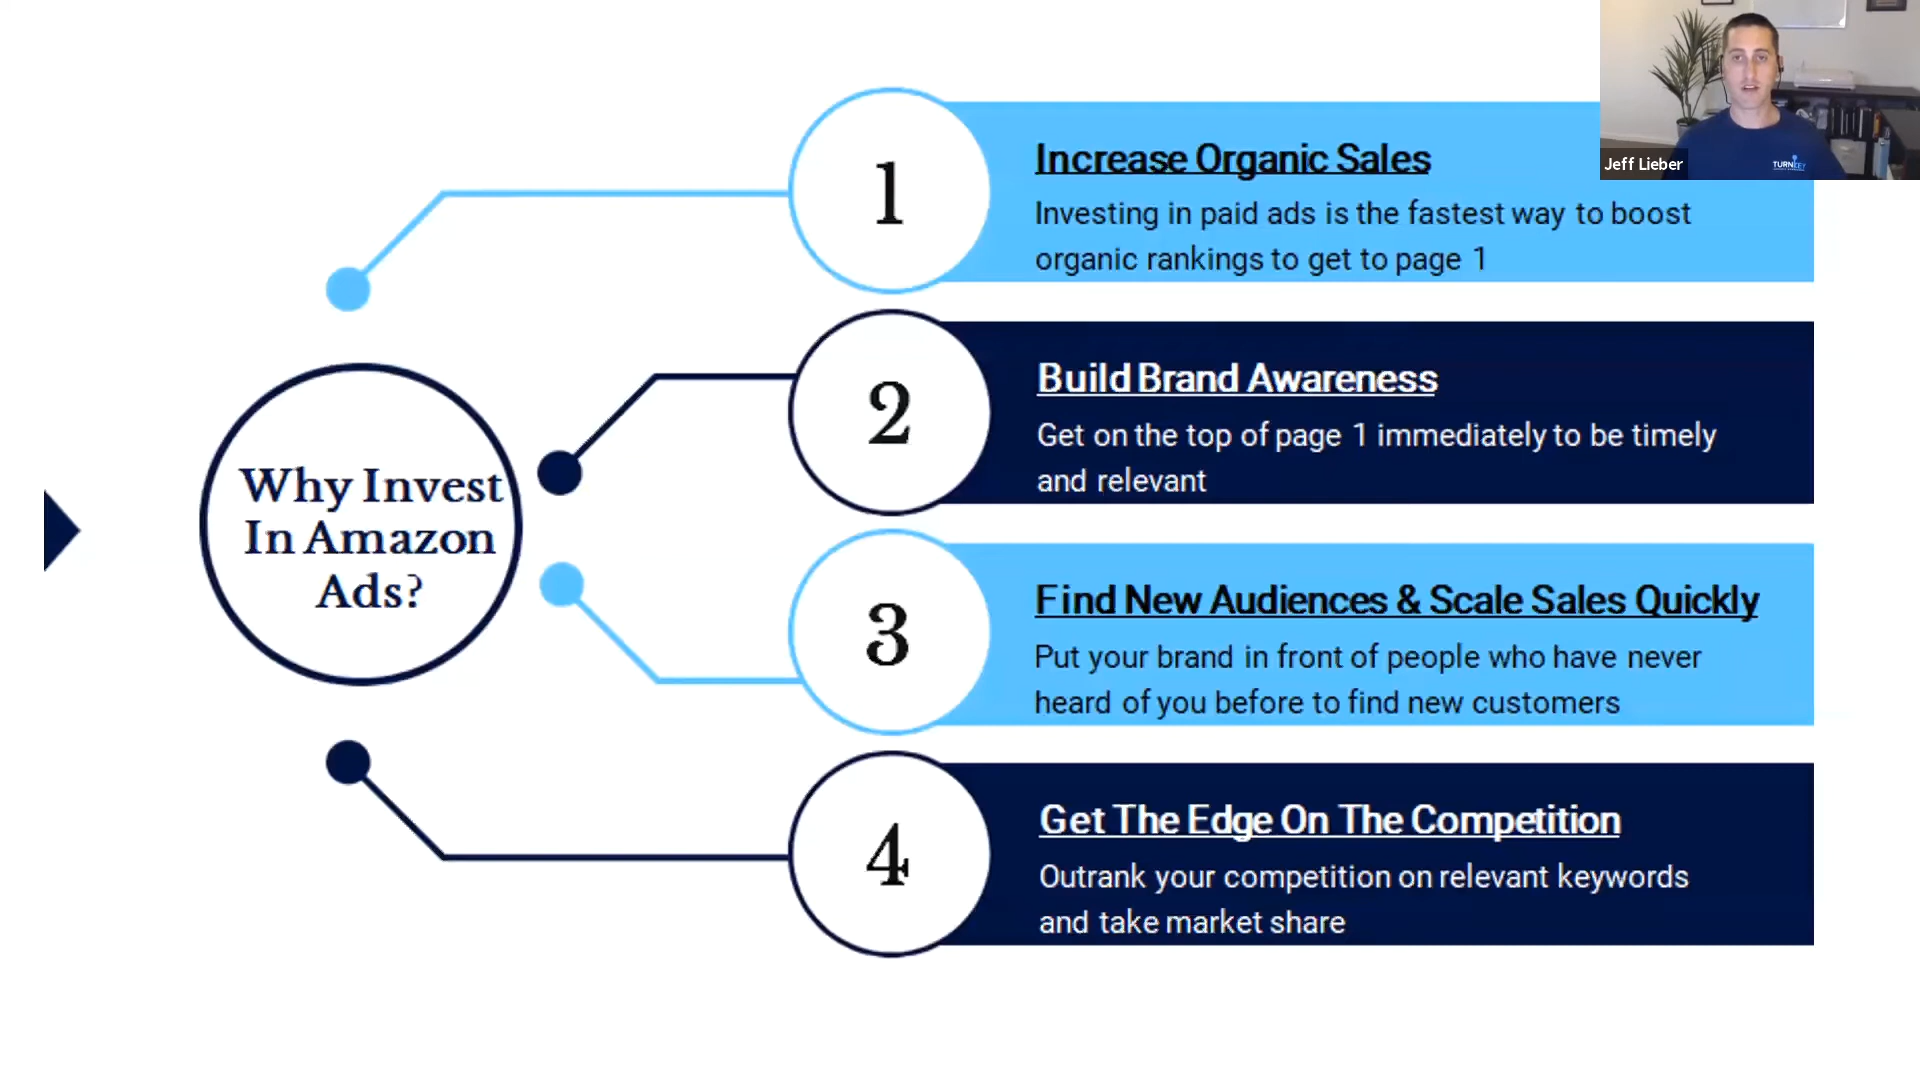 Why Invest
In Amazon
Ads?
1
Increase Organic Sales
Investing in paid ads is the fastest way to boost
organic rankings to get to page 1
2
Build Brand Awareness
Get on the top of page 1 immediately to be timely
and relevant
3
Find New Audiences & Scale Sales Quickly
Put your brand in front of people who have never
heard of you before to find new customers
4
Get The Edge On The Competition
Outrank your competition on relevant keywords
and take market share
Jeff Lieber
TURNKEY